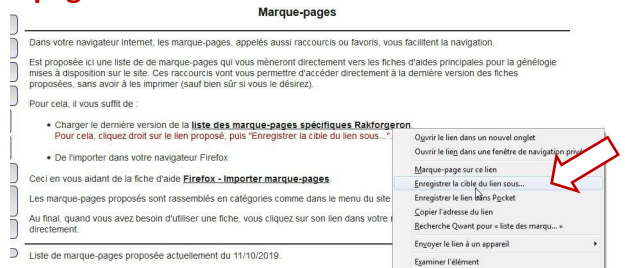 Marque-pages
Dans votre navigateur Internet, les marque-pages, appelés aussi raccourcis ou favoris, vous facilitent la navigation.
Est proposée ici une liste de de marque-pages qui vous mèneront directement vers les fiches d'aides principales pour la génélogie
mises à disposition sur le site. Ces raccourcis vont vous permettre d'accéder directement à la dernière version des fiches
proposées, sans avoir à les imprimer (sauf bien sûr si vous le désirez).
Pour cela, il vous suffit de :
• Charger le dernière version de la liste des marque-pages spécifiques Rakforgeron.
Pour cela, cliquez droit sur le lien proposé, puis "Enregistrer la cible du lien sous..."
• De l'importer dans votre navigateur Firefox
Ceci en vous aidant de la fiche d'aide Firefox - Importer marque-pages.
Les marque-pages proposés sont rassemblés en catégories comme dans le menu du site
Au final, quand vous avez besoin d'utiliser une fiche, vous cliquez sur son lien dans votre
directement.
Liste de marque-pages proposée actuellement du 11/10/2019.
Ouvrir le lien dans un nouvel onglet
Ouvrir le lien dans une fenêtre de navigation privé
Marque-page sur ce lien
Enregistrer la cible du lien sous...
Enregistrer le lien dans Pocket
Copier l'adresse du lien
Recherche Qwant pour « liste des marqu... »
Envoyer le lien à un appareil
Examiner l'élément